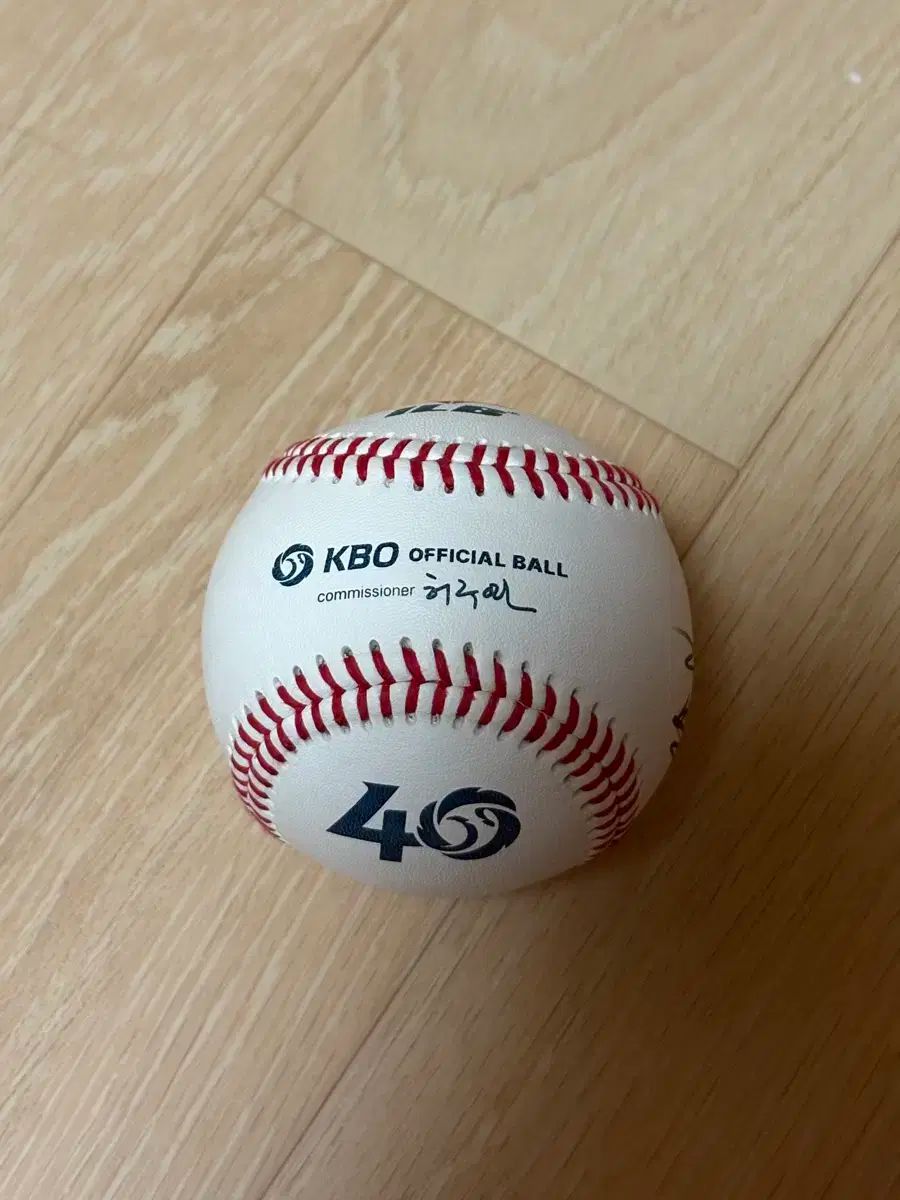 KBO OFFICIAL BALL
commissioner 허구연
40